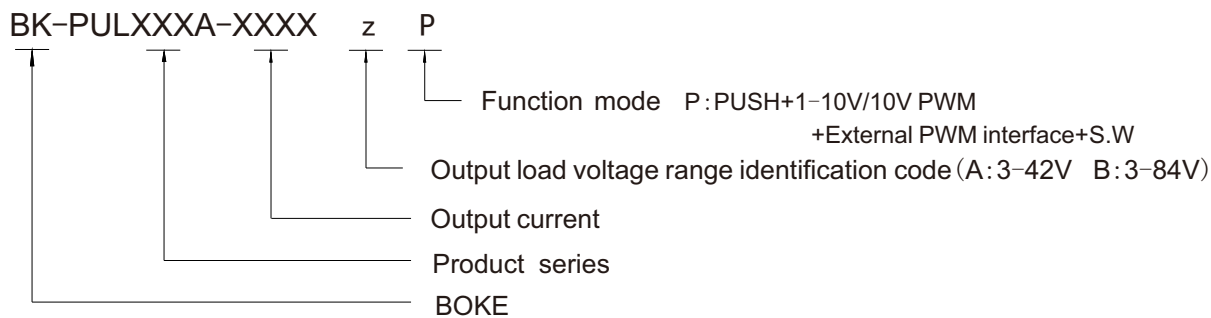 BK-PULXXXA-XXXX z P
Function mode P:PUSH+1-10V/10V PWM
+External PWM interface+S.W
Output load voltage range identification code(A:3-42V B:3-84V)
Output current
Product series
BOKE